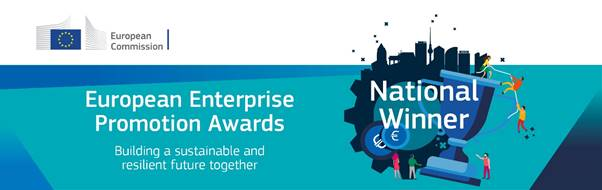 European
Commission
European Enterprise
Promotion Awards
Building a sustainable and
resilient future together
National
Winner
€
€